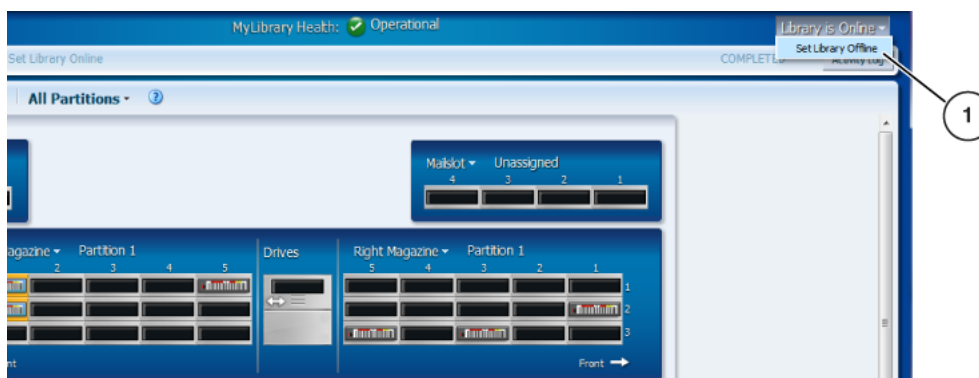 MyLibrary Health: Operational
Library is Online
Set Library Offline
Set Library Online
COMPLETED
Activity Log
1
All Partitions
?
Mailslot Unassigned
4 3 2 1
agazine Partition 1
2 3 4 5
Drives
Right Magazine Partition 1
5 4 3 2 1
1
2
3
nt
Front